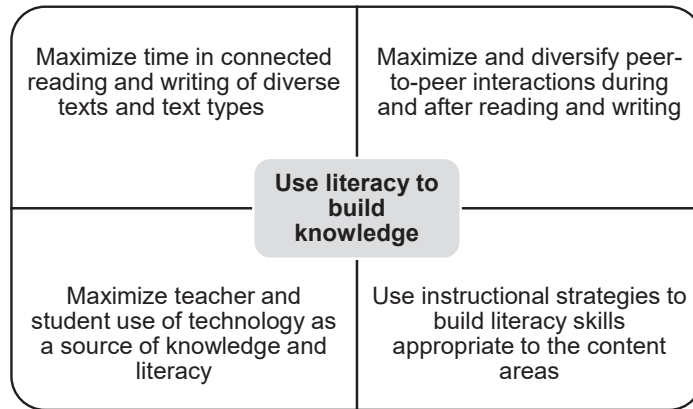 Maximize time in connected
reading and writing of diverse
texts and text types
Maximize and diversify peer-
to-peer interactions during
and after reading and writing
Use literacy to
build
knowledge
Maximize teacher and
student use of technology as
a source of knowledge and
literacy
Use instructional strategies to
build literacy skills
appropriate to the content
areas